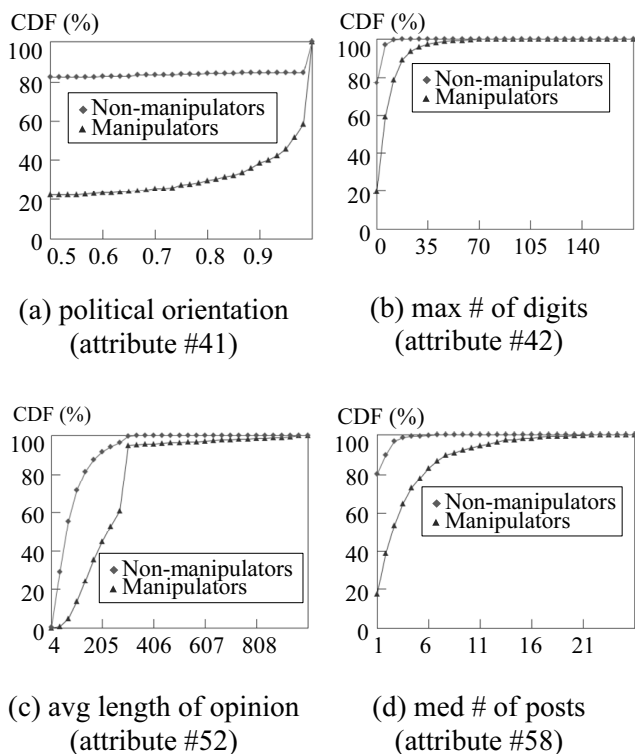 CDF (%)
100
80
60
40
20
0
Non-manipulators
Manipulators
0.5 0.6 0.7 0.8 0.9
(a) political orientation
(attribute #41)
CDF (%)
100
80
60
40
20
0
Non-manipulators
Manipulators
0 35 70 105 140
(b) max # of digits
(attribute #42)
CDF (%)
100
80
60
40
20
0
Non-manipulators
Manipulators
4 205 406 607 808
(c) avg length of opinion
(attribute #52)
CDF (%)
100
80
60
40
20
0
Non-manipulators
Manipulators
1 6 11 16 21
(d) med # of posts
(attribute #58)